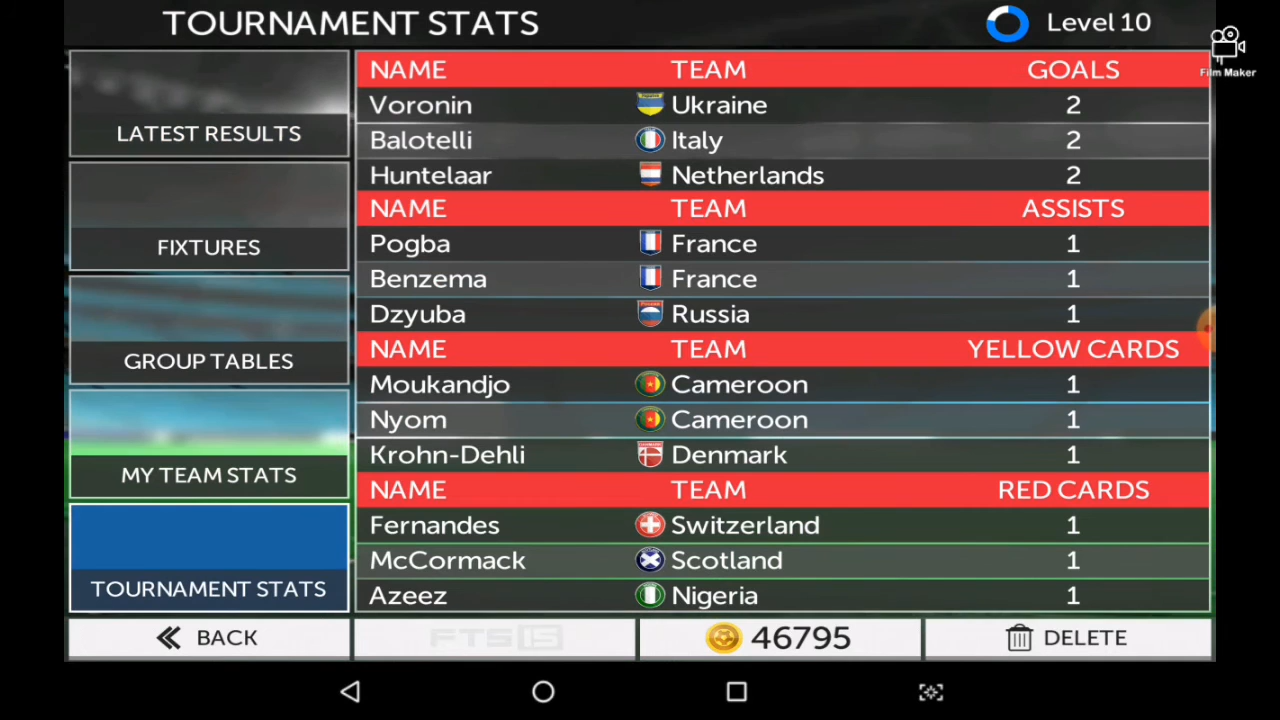 TOURNAMENT STATS
Level 10
Film Maker
LATEST RESULTS
FIXTURES
GROUP TABLES
MY TEAM STATS
TOURNAMENT STATS
NAME TEAM GOALS
Voronin Ukraine 2
Balotelli Italy 2
Huntelaar Netherlands 2
NAME TEAM ASSISTS
Pogba France 1
Benzema France 1
Dzyuba Russia 1
NAME TEAM YELLOW CARDS
Moukandjo Cameroon 1
Nyom Cameroon 1
Krohn-Dehli Denmark 1
NAME TEAM RED CARDS
Fernandes Switzerland 1
McCormack Scotland 1
Azeez Nigeria 1
BACK
FTS15
46795
DELETE